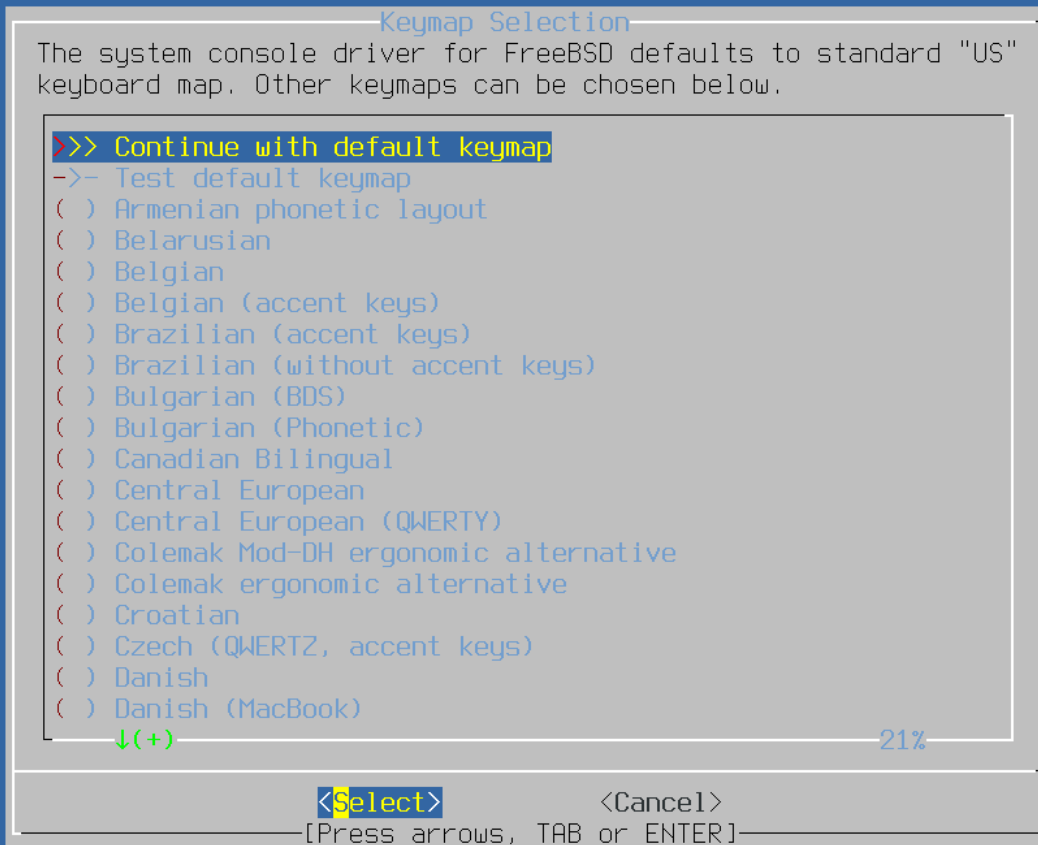 Keymap Selection
The system console driver for FreeBSD defaults to standard "US"
keyboard map. Other keymaps can be chosen below.
>>> Continue with default keymap
->- Test default keymap
( ) Armenian phonetic layout
( ) Belarusian
( ) Belgian
( ) Belgian (accent keys)
( ) Brazilian (accent keys)
( ) Brazilian (without accent keys)
( ) Bulgarian (BDS)
( ) Bulgarian (Phonetic)
( ) Canadian Bilingual
( ) Central European
( ) Central European (QWERTY)
( ) Colemak Mod-DH ergonomic alternative
( ) Colemak ergonomic alternative
( ) Croatian
( ) Czech (QWERTZ, accent keys)
( ) Danish
( ) Danish (MacBook)
↓(+) 21%
<Select> <Cancel>
[Press arrows, TAB or ENTER]